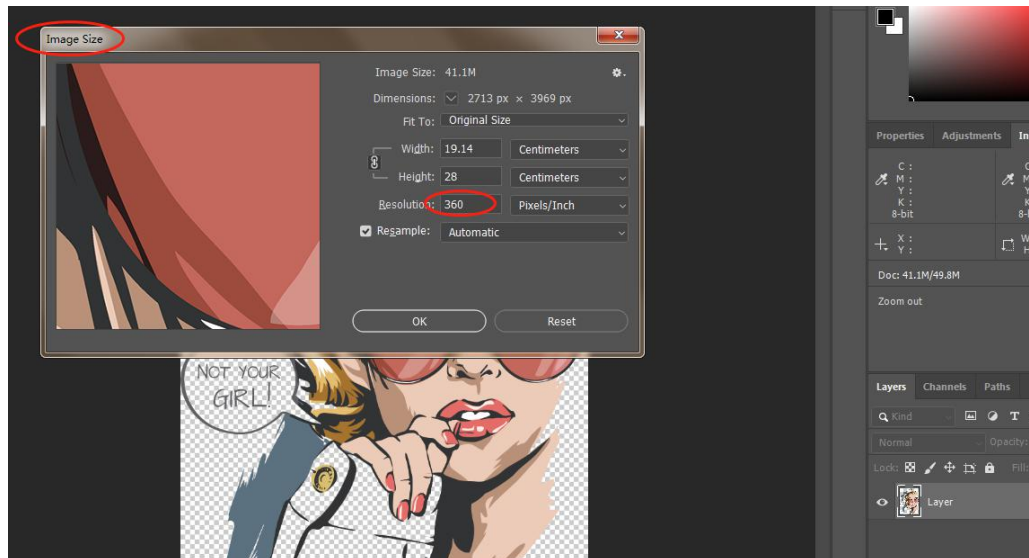 Image Size
Image Size: 41.1M
Dimensions: 2713 px × 3969 px
Fit To: Original Size
Width: 19.14 Centimeters
Height: 28 Centimeters
Resolution: 360 Pixels/Inch
Resample: Automatic
OK Reset
NOT YOUR
GIRL!
Properties Adjustments In
C :
M :
Y :
K :
8-bit
C
M
Y
K
8-
X :
Y :
W
H
Doc: 41.1M/49.8M
Zoom out
Layers Channels Paths
Kind
Normal Opacity:
Lock: Fill:
Layer